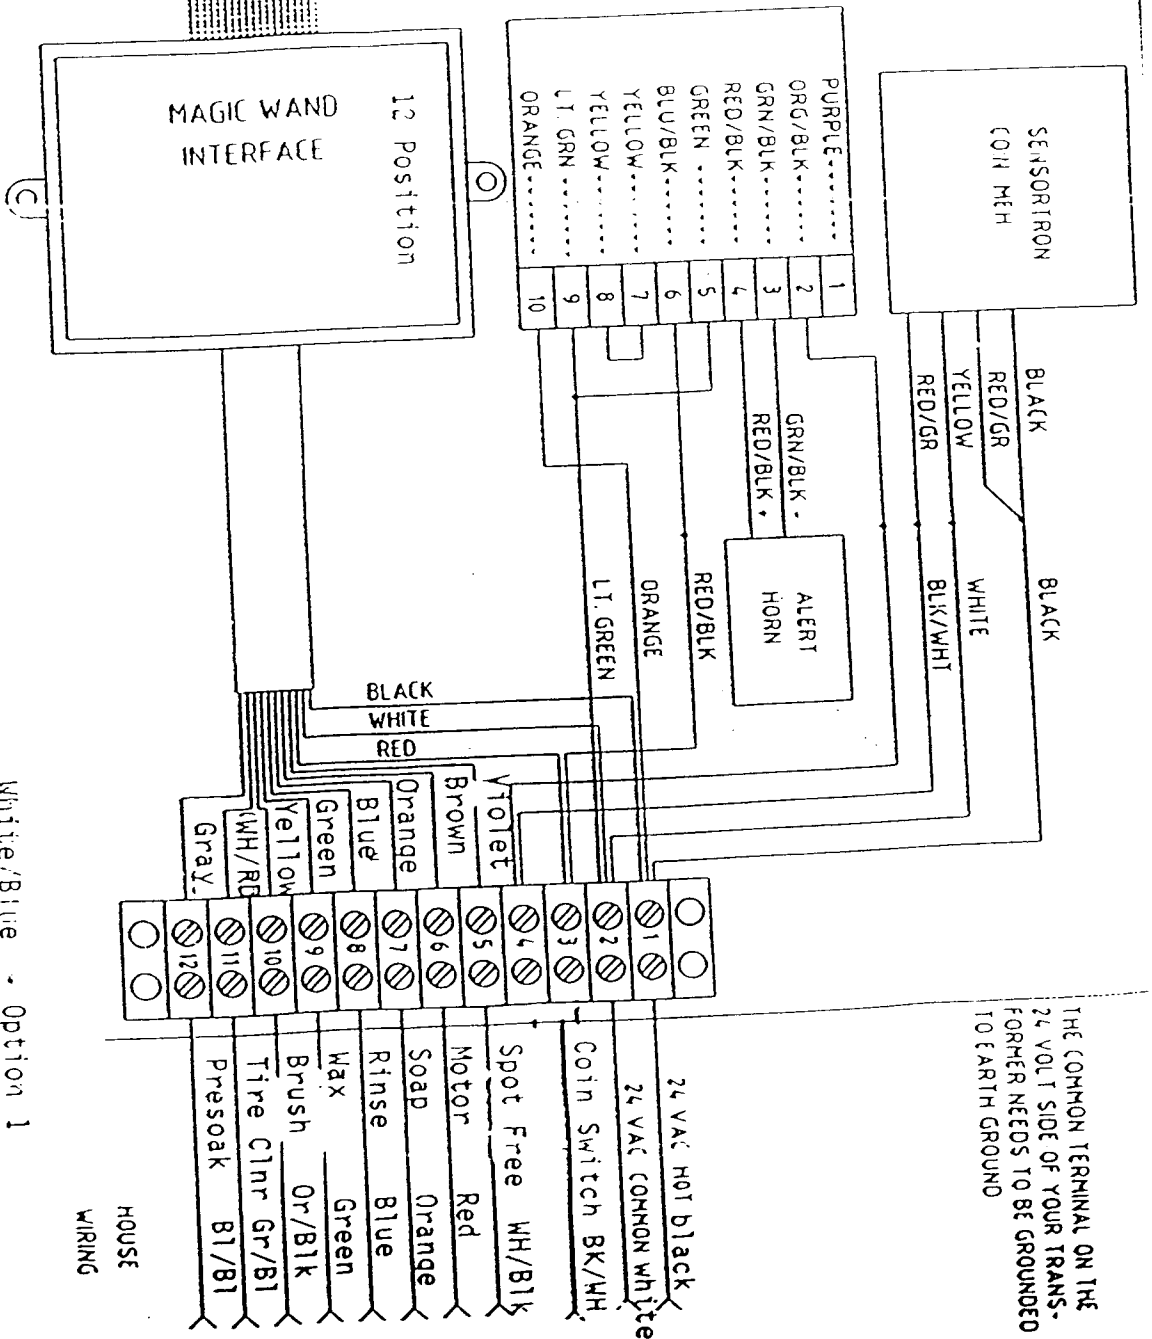 MAGIC WAND
INTERFACE
12 Position
PURPLE
ORG/BLK
GRN/BLK
RED/BLK
GREEN
BLU/BLK
YELLOW
YELLOW
LT. GRN
ORANGE
1
2
3
4
5
6
7
8
9
10
SENSORTRON
COIN MEH
BLACK
RED/GR
YELLOW
RED/GR
GRN/BLK -
RED/BLK +
ALERT
HORN
BLACK
WHITE
BLK/WHT
RED/BLK
ORANGE
LT. GREEN
BLACK
WHITE
RED
Violet
Brown
Orange
Blue
Green
Yellow
WH/RD
Gray
1
2
3
4
5
6
7
8
9
10
11
12
24 VAC HOT black
24 VAC COMMON white
Coin Switch BK/WH
Spot Free WH/Blk
Motor Red
Soap Orange
Rinse Blue
Wax Green
Brush Or/Blk
Tire Clnr Gr/Bl
Presoak Bl/Bl
HOUSE
WIRING
THE COMMON TERMINAL ON THE
24 VOLT SIDE OF YOUR TRANS-
FORMER NEEDS TO BE GROUNDED
TO EARTH GROUND
White/Blue - Option 1